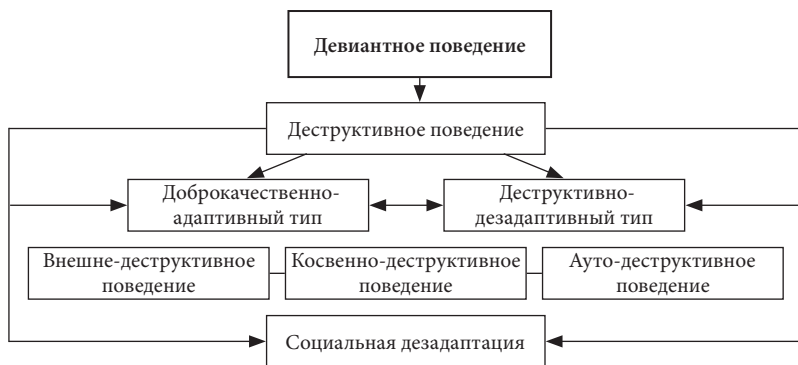 Девиантное поведение
Деструктивное поведение
Доброкачественно-
адаптивный тип
Деструктивно-
дезадаптивный тип
Внешне-деструктивное
поведение
Косвенно-деструктивное
поведение
Ауто-деструктивное
поведение
Социальная дезадаптация